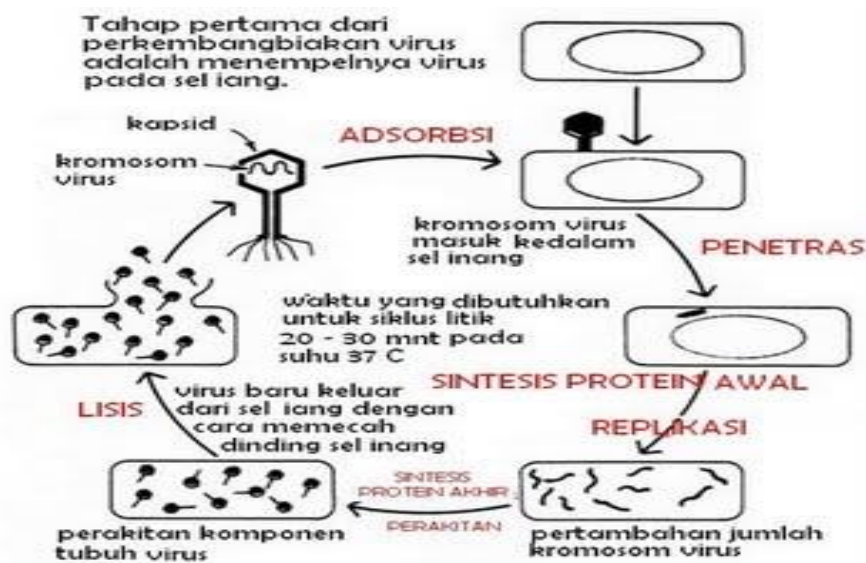 Tahap pertama dari
perkembangbiakan virus
adalah menempelnya virus
pada sel iang.
kapsid
kromosom
virus
ADSORBSI
kromosom virus
masuk kedalam
sel inang
PENETRAS
waktu yang dibutuhkan
untuk siklus litik
20 - 30 mnt pada
suhu 37 C
SINTESIS PROTEIN AWAL
REPLIKASI
pertambahan jumlah
kromosom virus
SINTESIS
PROTEIN AKHIR
PERAKITAN
perakitan komponen
tubuh virus
LISIS
virus baru keluar
dari sel iang dengan
cara memecah
dinding sel inang